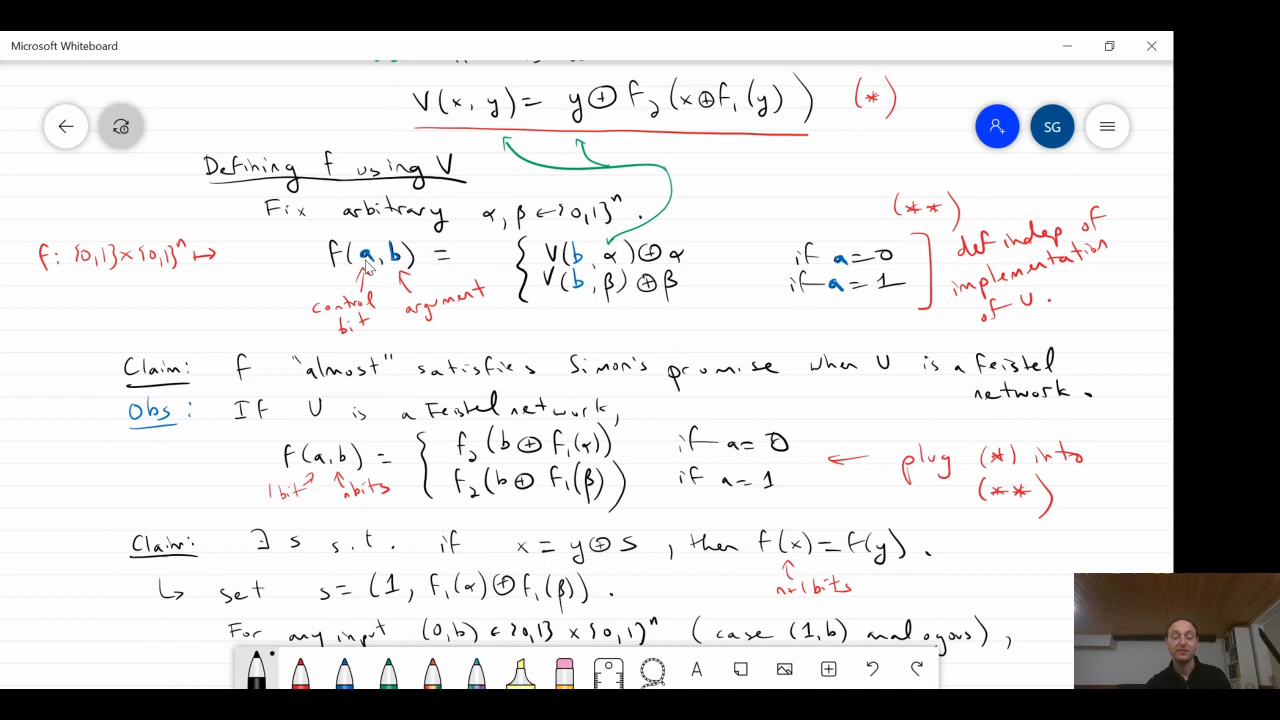 Microsoft Whiteboard
V(x, y) = y ⊕ f₂ (x ⊕ f₁(y)) (*)
SG
Defining f using V
Fix arbitrary α, β ← {0,1}ⁿ.
(**)
f: {0,1} × {0,1}ⁿ ↦
f(a, b) = { V(b, α) ⊕ α if a = 0
V(b, β) ⊕ β if a = 1
def indep of implementation of U.
control bit
argument
Claim: f "almost" satisfies Simon's promise when U is a Feistel network.
Obs: If U is a Feistel network,
f(a, b) = { f₂(b ⊕ f₁(α)) if a = 0
f₂(b ⊕ f₁(β)) if a = 1
1 bit
n bits
← plug (*) into (**)
Claim: ∃ s s.t. if x = y ⊕ s, then f(x) = f(y).
n+1 bits
↳ set s = (1, f₁(α) ⊕ f₁(β)).
For any input (0, b) ∈ {0,1} × {0,1}ⁿ (case (1, b) analogous),
A